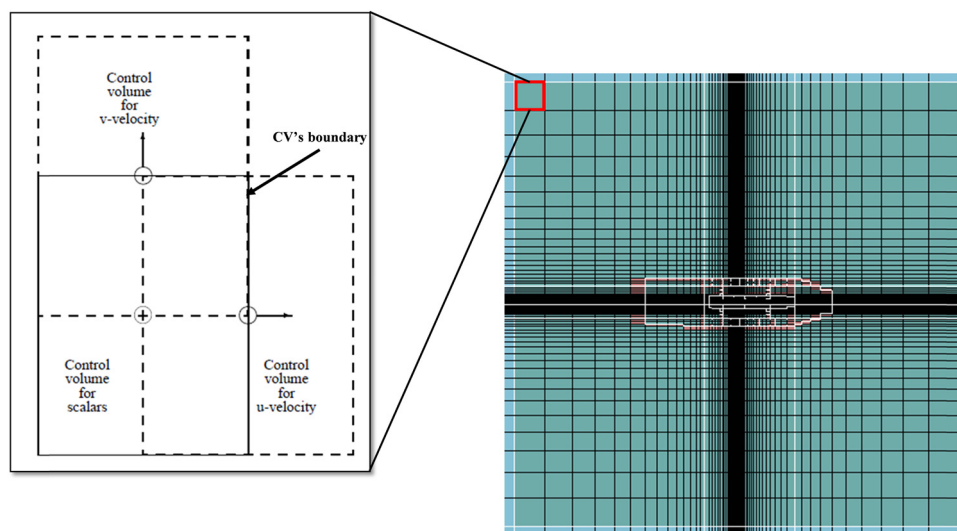 Control
volume
for
v-velocity
CV's boundary
Control
volume
for
scalars
Control
volume
for
u-velocity